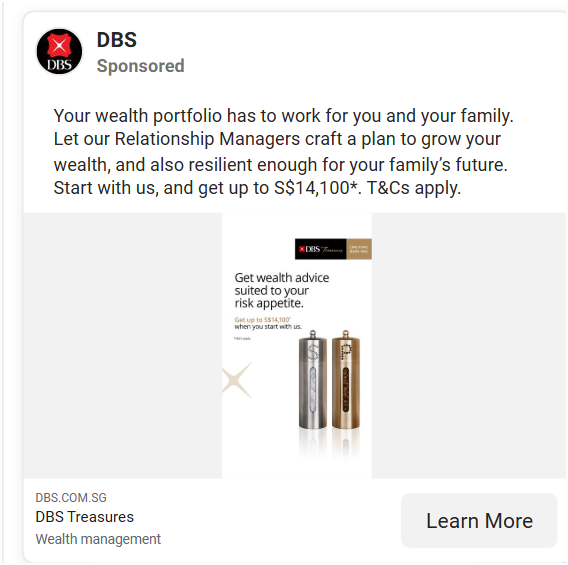 DBS
DBS
Sponsored
Your wealth portfolio has to work for you and your family.
Let our Relationship Managers craft a plan to grow your
wealth, and also resilient enough for your family’s future.
Start with us, and get up to S$14,100*. T&Cs apply.
DBS Treasures
Get wealth advice
suited to your
risk appetite.
Get up to S$14,100*
when you start with us.
S P
DBS.COM.SG
DBS Treasures
Wealth management
Learn More